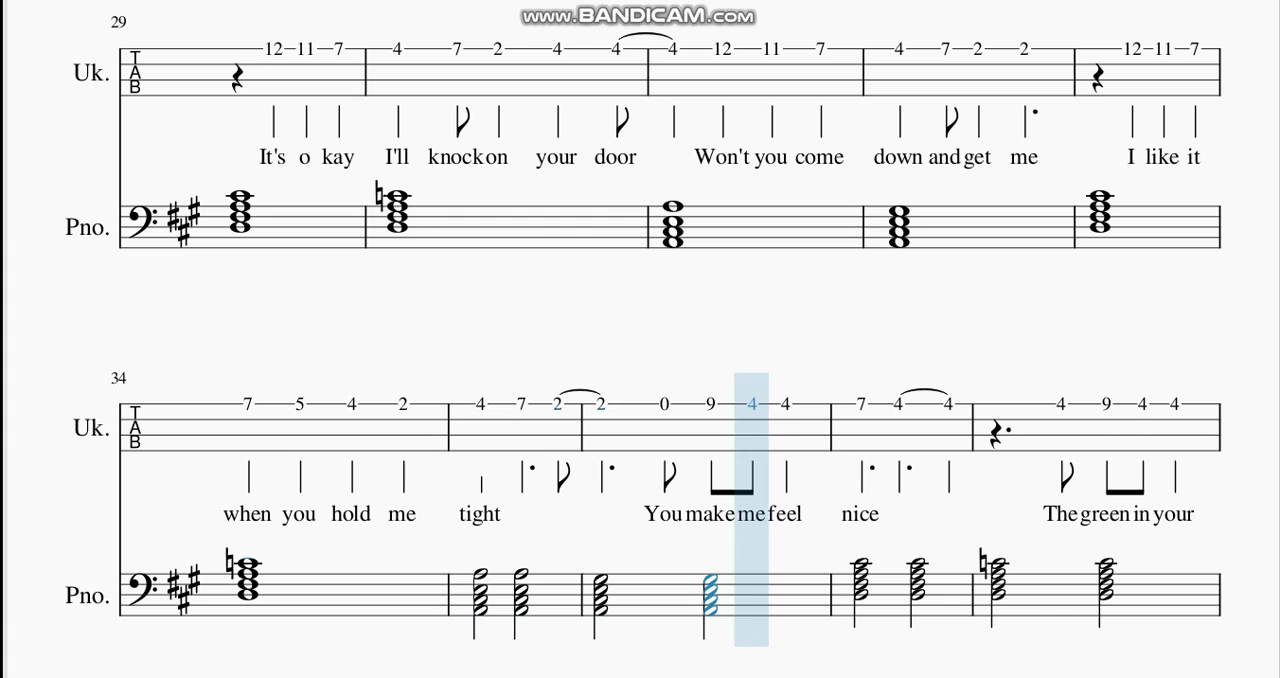 www.BANDICAM.com
29
12 11 7 4 7 2 4 4 4 12 11 7 4 7 2 2 12 11 7
Uk. TAB
It's o kay I'll knock on your door Won't you come down and get me I like it
Pno.
34
7 5 4 2 4 7 2 2 0 9 4 4 7 4 4 4 9 4 4
Uk. TAB
when you hold me tight You make me feel nice The green in your
Pno.